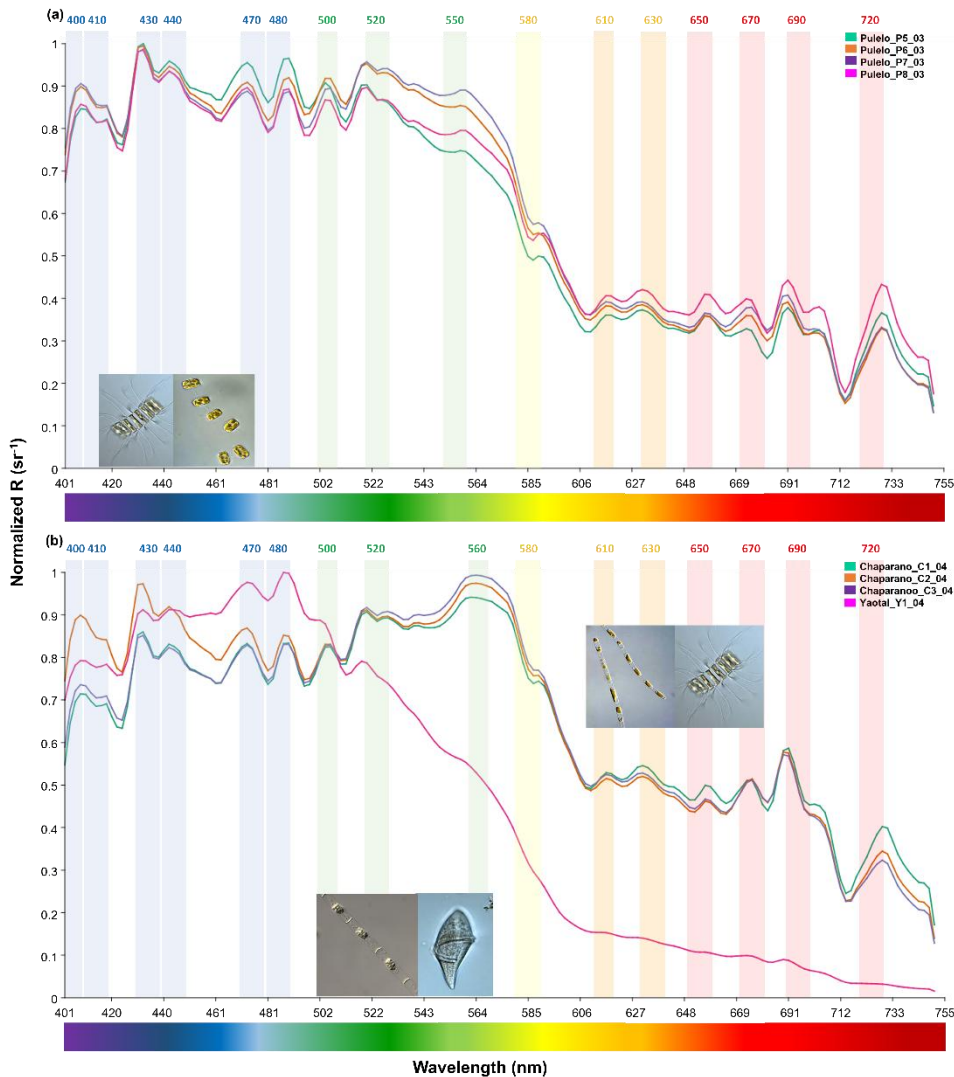 (a)
400 410 430 440 470 480 500 520 550 580 610 630 650 670 690 720
Pulelo_P5_03
Pulelo_P6_03
Pulelo_P7_03
Pulelo_P8_03
1
0.9
0.8
0.7
0.6
0.5
0.4
0.3
0.2
0.1
0
401 420 440 461 481 502 522 543 564 585 606 627 648 669 691 712 733 755
Normalized R (sr⁻¹)
(b)
400 410 430 440 470 480 500 520 560 580 610 630 650 670 690 720
Chaparano_C1_04
Chaparano_C2_04
Chaparanoo_C3_04
Yaotal_Y1_04
1
0.9
0.8
0.7
0.6
0.5
0.4
0.3
0.2
0.1
0
401 420 440 461 481 502 522 543 564 585 606 627 648 669 691 712 733 755
Wavelength (nm)